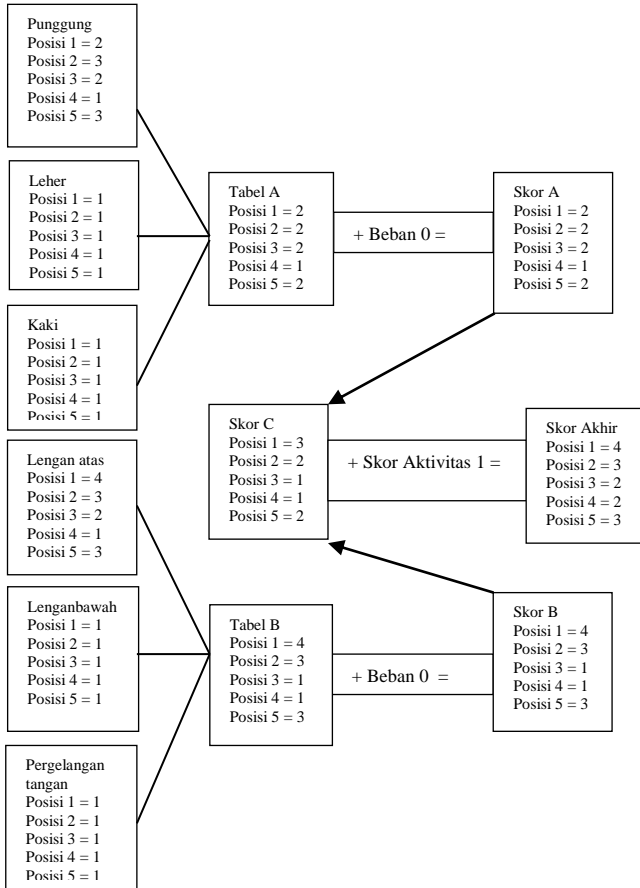 Punggung
Posisi 1 = 2
Posisi 2 = 3
Posisi 3 = 2
Posisi 4 = 1
Posisi 5 = 3
Leher
Posisi 1 = 1
Posisi 2 = 1
Posisi 3 = 1
Posisi 4 = 1
Posisi 5 = 1
Kaki
Posisi 1 = 1
Posisi 2 = 1
Posisi 3 = 1
Posisi 4 = 1
Posisi 5 = 1
Tabel A
Posisi 1 = 2
Posisi 2 = 2
Posisi 3 = 2
Posisi 4 = 1
Posisi 5 = 2
+ Beban 0 =
Skor A
Posisi 1 = 2
Posisi 2 = 2
Posisi 3 = 2
Posisi 4 = 1
Posisi 5 = 2
Skor C
Posisi 1 = 3
Posisi 2 = 2
Posisi 3 = 1
Posisi 4 = 1
Posisi 5 = 2
+ Skor Aktivitas 1 =
Skor Akhir
Posisi 1 = 4
Posisi 2 = 3
Posisi 3 = 2
Posisi 4 = 2
Posisi 5 = 3
Lengan atas
Posisi 1 = 4
Posisi 2 = 3
Posisi 3 = 2
Posisi 4 = 1
Posisi 5 = 3
Lenganbawah
Posisi 1 = 1
Posisi 2 = 1
Posisi 3 = 1
Posisi 4 = 1
Posisi 5 = 1
Pergelangan
tangan
Posisi 1 = 1
Posisi 2 = 1
Posisi 3 = 1
Posisi 4 = 1
Posisi 5 = 1
Tabel B
Posisi 1 = 4
Posisi 2 = 3
Posisi 3 = 1
Posisi 4 = 1
Posisi 5 = 3
+ Beban 0 =
Skor B
Posisi 1 = 4
Posisi 2 = 3
Posisi 3 = 1
Posisi 4 = 1
Posisi 5 = 3